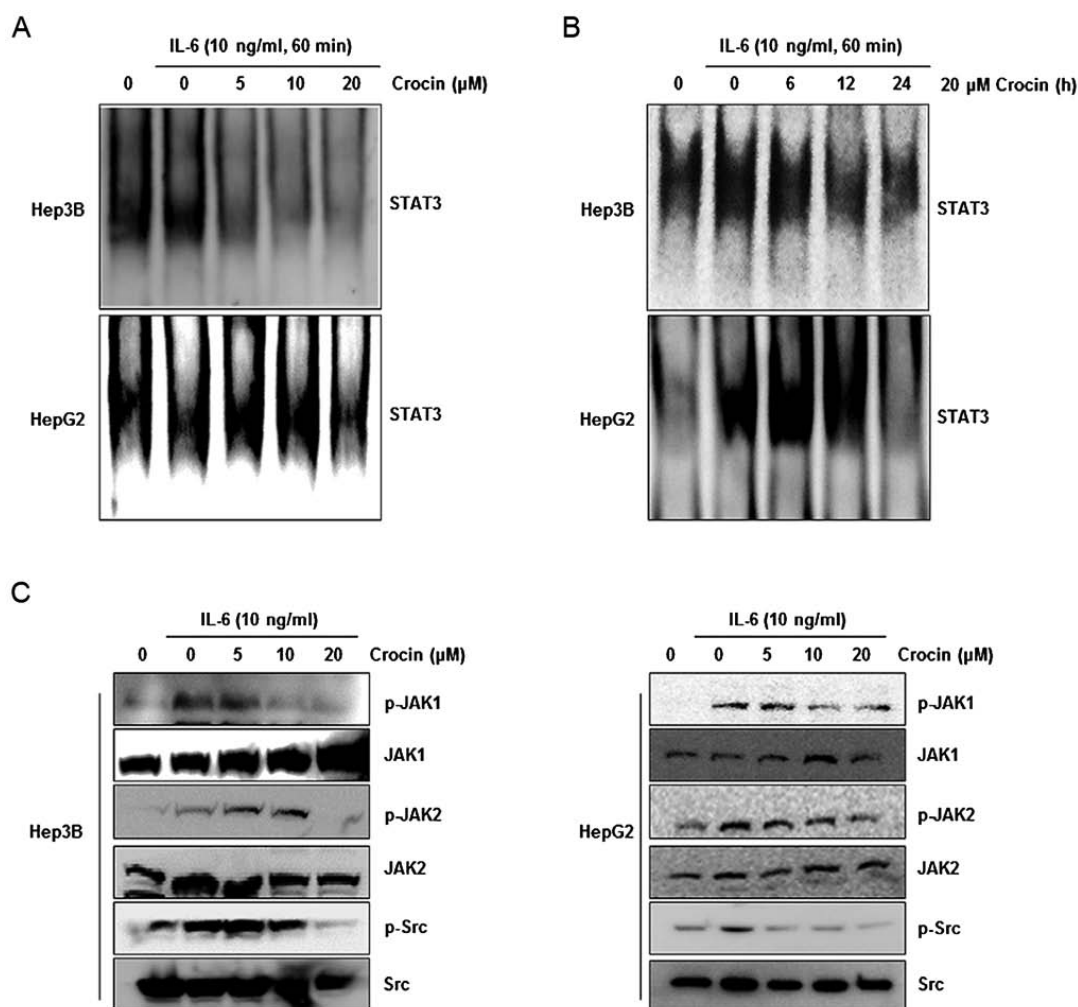 A
IL-6 (10 ng/ml, 60 min)
0 0 5 10 20 Crocin (µM)
Hep3B STAT3
HepG2 STAT3
B
IL-6 (10 ng/ml, 60 min)
0 0 6 12 24 20 µM Crocin (h)
Hep3B STAT3
HepG2 STAT3
C
IL-6 (10 ng/ml)
0 0 5 10 20 Crocin (µM)
p-JAK1
JAK1
p-JAK2
Hep3B
JAK2
p-Src
Src
IL-6 (10 ng/ml)
0 0 5 10 20 Crocin (µM)
p-JAK1
JAK1
p-JAK2
HepG2
JAK2
p-Src
Src